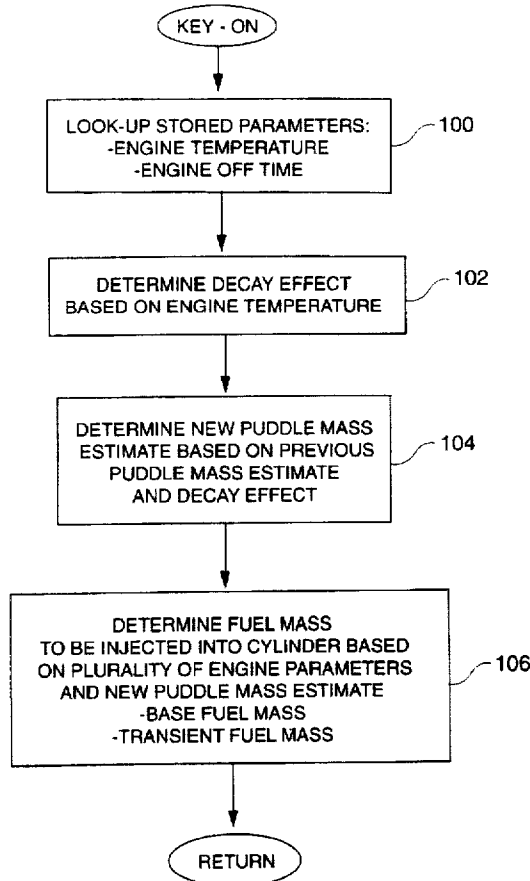 KEY - ON
LOOK-UP STORED PARAMETERS:
-ENGINE TEMPERATURE
-ENGINE OFF TIME
100
DETERMINE DECAY EFFECT
BASED ON ENGINE TEMPERATURE
102
DETERMINE NEW PUDDLE MASS
ESTIMATE BASED ON PREVIOUS
PUDDLE MASS ESTIMATE
AND DECAY EFFECT
104
DETERMINE FUEL MASS
TO BE INJECTED INTO CYLINDER BASED
ON PLURALITY OF ENGINE PARAMETERS
AND NEW PUDDLE MASS ESTIMATE
-BASE FUEL MASS
-TRANSIENT FUEL MASS
106
RETURN